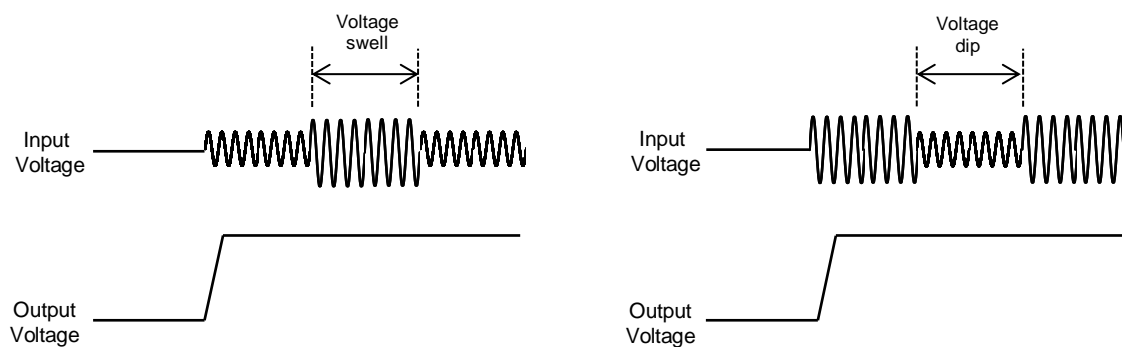 Voltage
swell
Input
Voltage
Output
Voltage
Voltage
dip
Input
Voltage
Output
Voltage